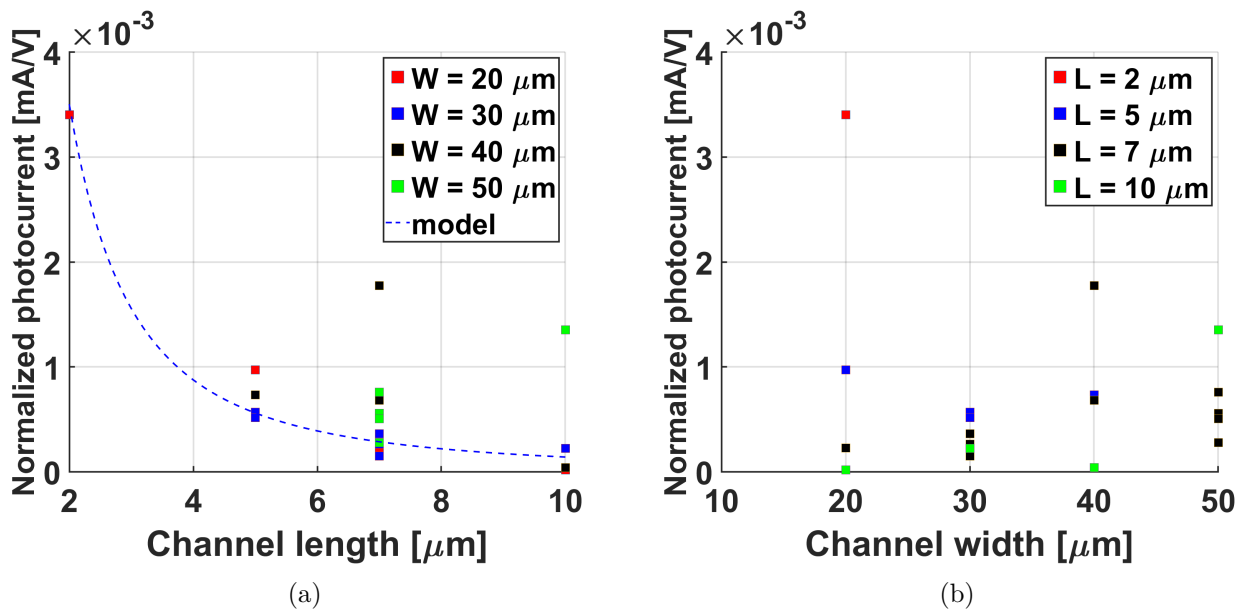 ×10⁻³
Normalized photocurrent [mA/V]
4
3
2
1
0
2
4
6
8
10
Channel length [μm]
W = 20 μm
W = 30 μm
W = 40 μm
W = 50 μm
model
(a)
×10⁻³
Normalized photocurrent [mA/V]
4
3
2
1
0
10
20
30
40
50
Channel width [μm]
L = 2 μm
L = 5 μm
L = 7 μm
L = 10 μm
(b)